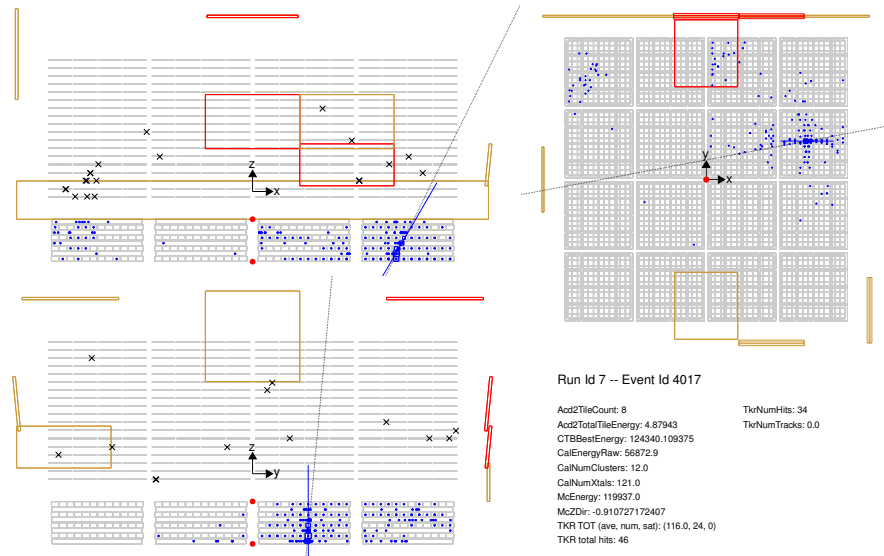 z
x
y
x
z
y
Run Id 7 -- Event Id 4017
Acd2TileCount: 8
TkrNumHits: 34
Acd2TotalTileEnergy: 4.87943
TkrNumTracks: 0.0
CTBBestEnergy: 124340.109375
CalEnergyRaw: 56872.9
CalNumClusters: 12.0
CalNumXtals: 121.0
McEnergy: 119937.0
McZDir: -0.910727172407
TKR TOT (ave, num, sat): (116.0, 24, 0)
TKR total hits: 46